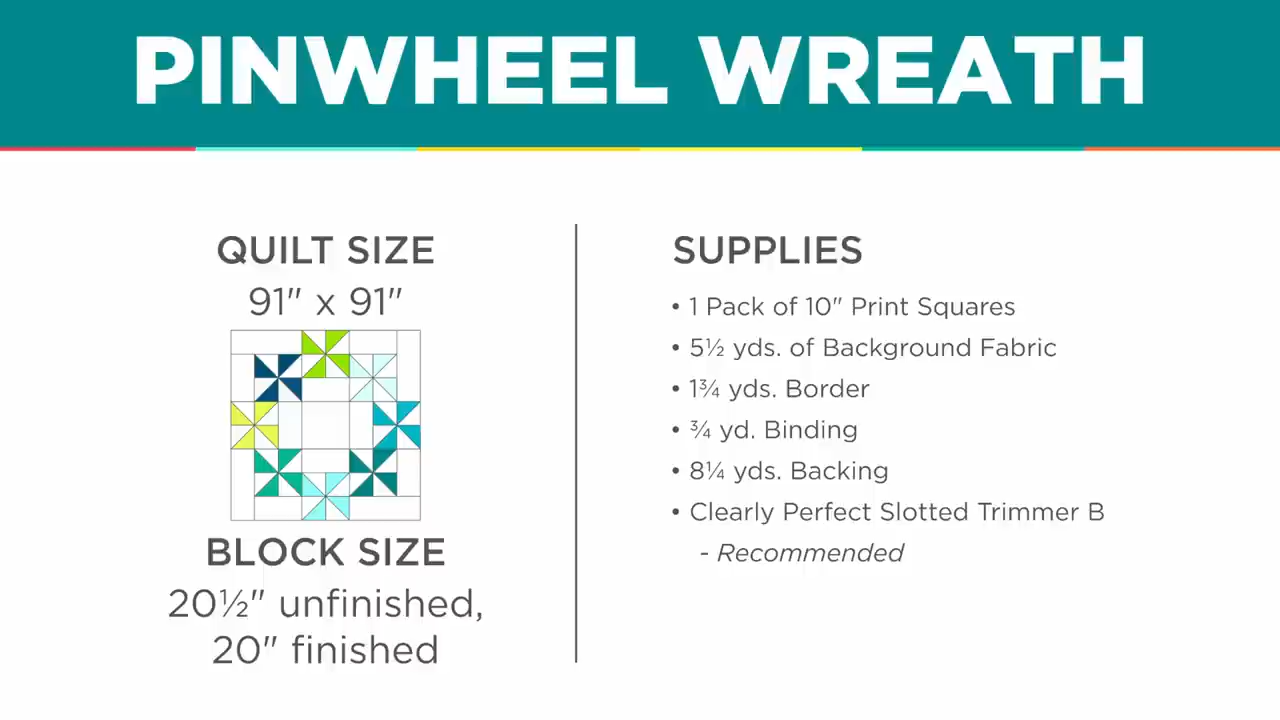 PINWHEEL WREATH
QUILT SIZE
91" x 91"
BLOCK SIZE
20½" unfinished,
20" finished
SUPPLIES
• 1 Pack of 10" Print Squares
• 5½ yds. of Background Fabric
• 1¾ yds. Border
• ¾ yd. Binding
• 8¼ yds. Backing
• Clearly Perfect Slotted Trimmer B
- Recommended